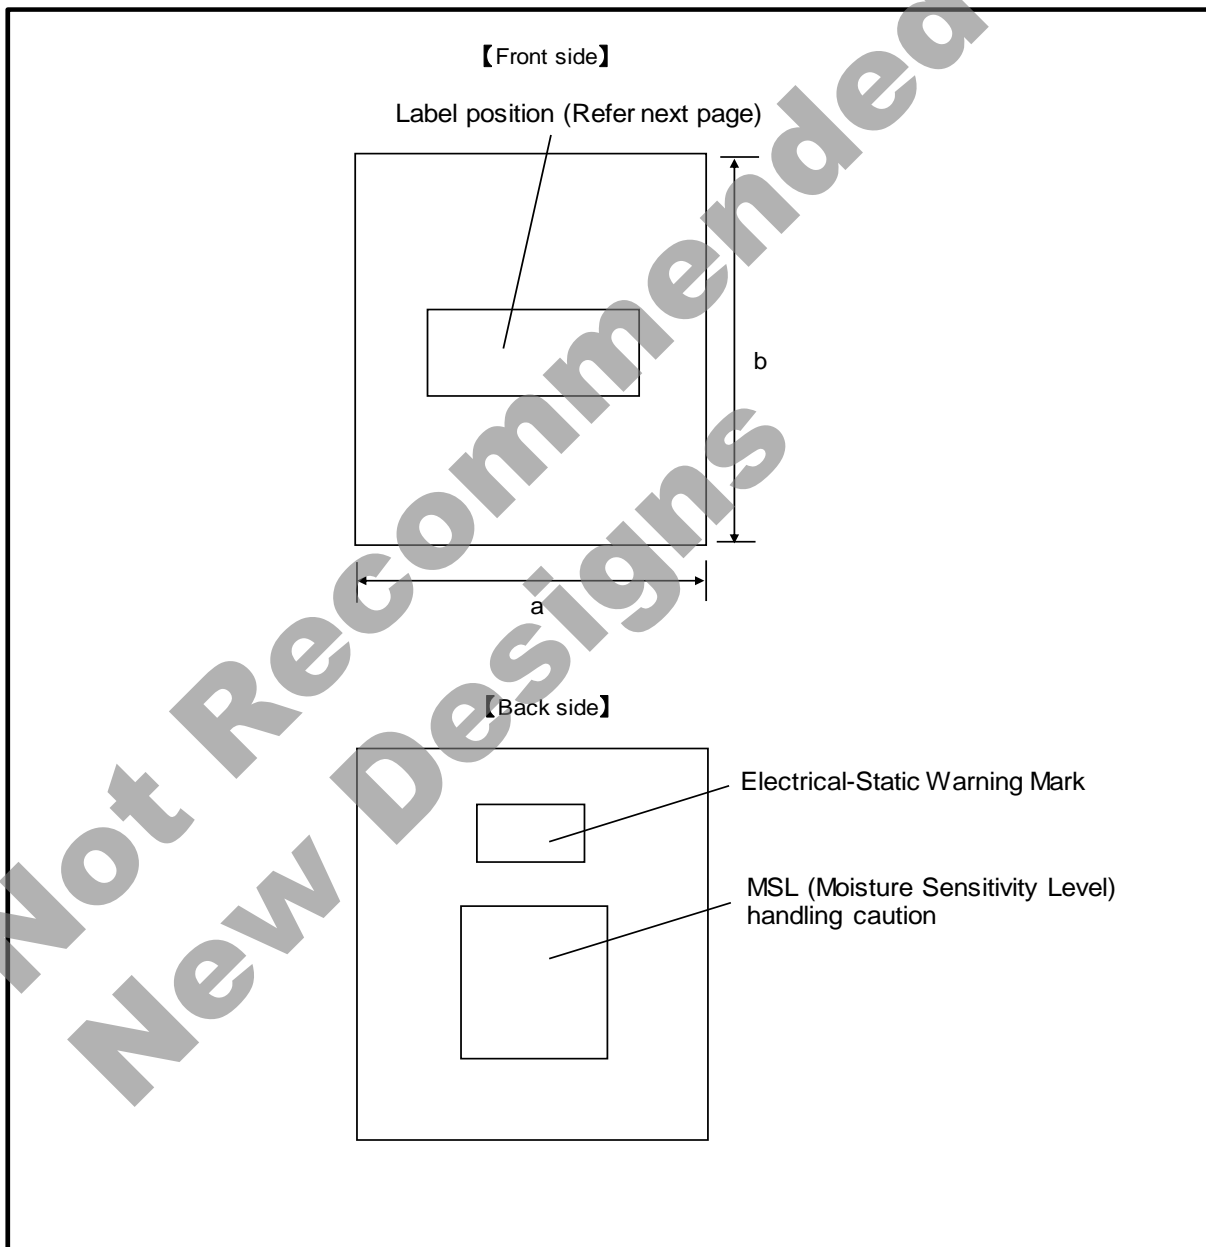 【Front side】
Label position (Refer next page)
b
a
【Back side】
Electrical-Static Warning Mark
MSL (Moisture Sensitivity Level)
handling caution
Not Recommended
New Designs